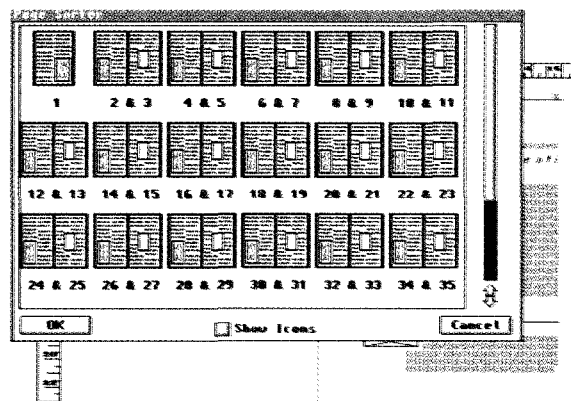 Page Sorter
1 2 & 3 4 & 5 6 & 7 8 & 9 10 & 11
12 & 13 14 & 15 16 & 17 18 & 19 20 & 21 22 & 23
24 & 25 26 & 27 28 & 29 30 & 31 32 & 33 34 & 35
OK Show Icons Cancel